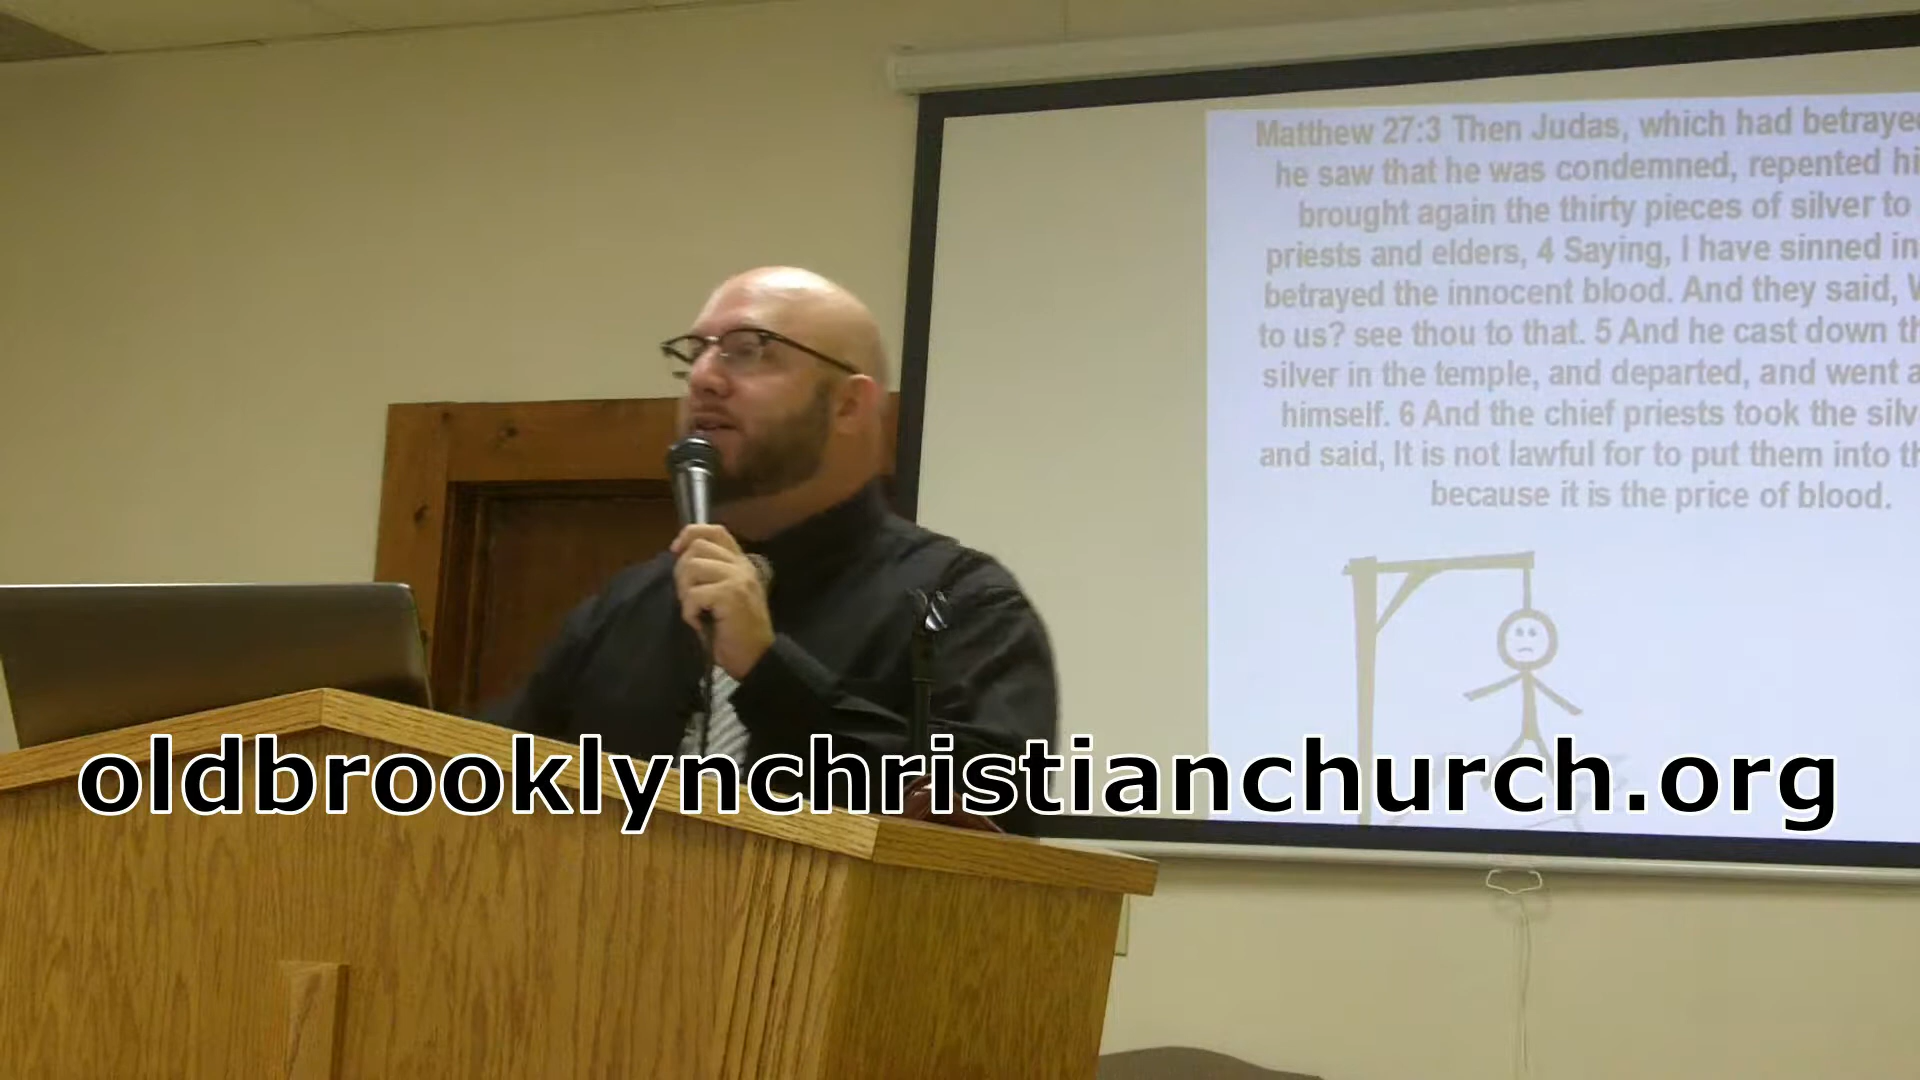 Matthew 27:3 Then Judas, which had betraye
he saw that he was condemned, repented hi
brought again the thirty pieces of silver to
priests and elders, 4 Saying, I have sinned in
betrayed the innocent blood. And they said, W
to us? see thou to that. 5 And he cast down th
silver in the temple, and departed, and went a
himself. 6 And the chief priests took the silv
and said, It is not lawful for to put them into th
because it is the price of blood.
oldbrooklynchristianchurch.org